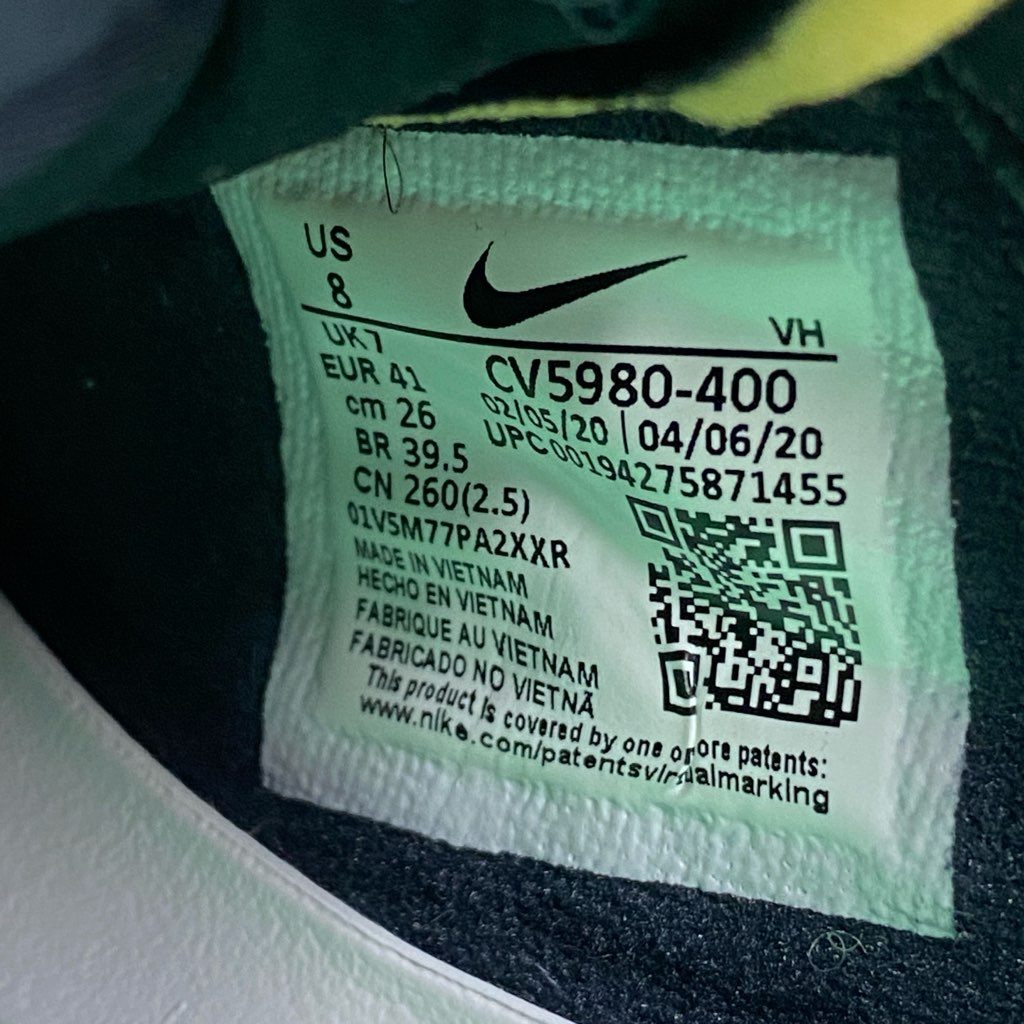 US
8
VH
UK7
EUR 41
cm 26
BR 39.5
CN 260(2.5)
01V5M77PA2XXR
CV5980-400
02/05/20 | 04/06/20
UPC00194275871455
MADE IN VIETNAM
HECHO EN VIETNAM
FABRIQUE AU VIETNAM
FABRICADO NO VIETNÃ
This product is covered by one or ore patents:
www.nike.com/patentsvirualmarking